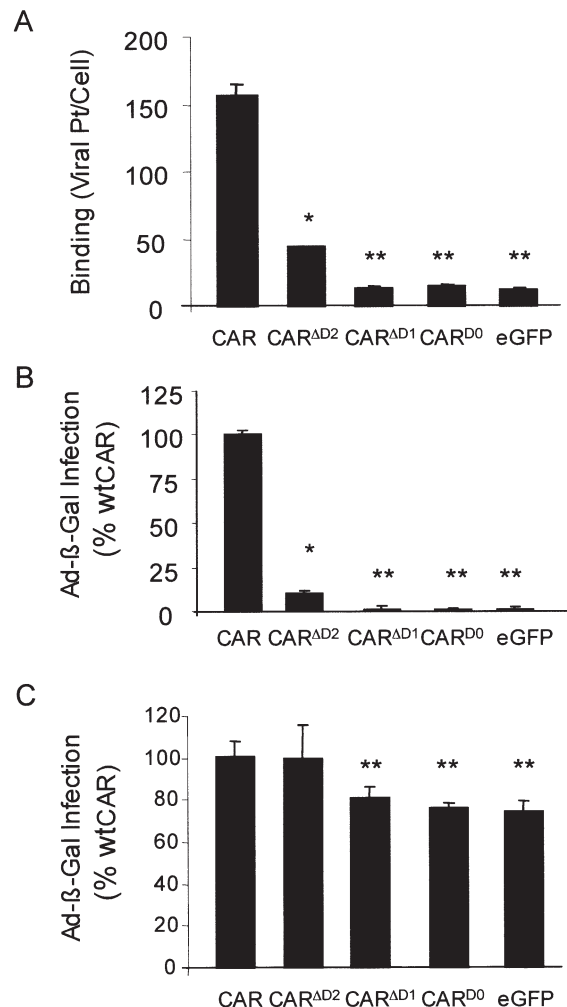 A
Binding (Viral Pt/Cell)
200
150
100
50
0
*
** ** **
CAR CAR^ΔD2 CAR^ΔD1 CAR^D0 eGFP
B
Ad-ß-Gal Infection
(% wtCAR)
125
100
75
50
25
0
*
** ** **
CAR CAR^ΔD2 CAR^ΔD1 CAR^D0 eGFP
C
Ad-ß-Gal Infection
(% wtCAR)
120
100
80
60
40
20
0
** ** **
CAR CAR^ΔD2 CAR^ΔD1 CAR^D0 eGFP